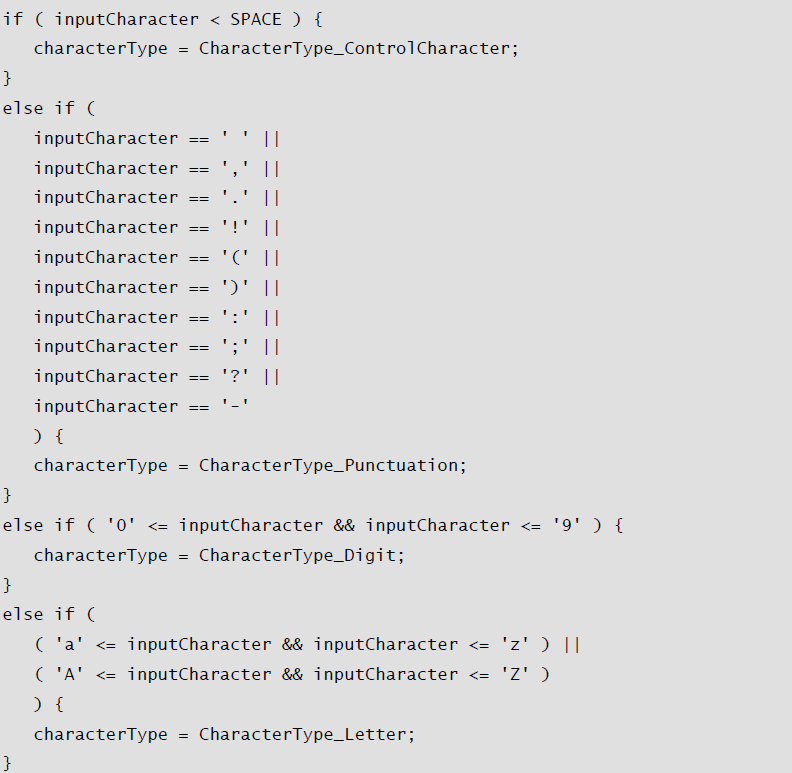 if ( inputCharacter < SPACE ) {
   characterType = CharacterType_ControlCharacter;
}
else if (
   inputCharacter == ' ' ||
   inputCharacter == ',' ||
   inputCharacter == '.' ||
   inputCharacter == '!' ||
   inputCharacter == '(' ||
   inputCharacter == ')' ||
   inputCharacter == ':' ||
   inputCharacter == ';' ||
   inputCharacter == '?' ||
   inputCharacter == '-'
   ) {
   characterType = CharacterType_Punctuation;
}
else if ( '0' <= inputCharacter && inputCharacter <= '9' ) {
   characterType = CharacterType_Digit;
}
else if (
   ( 'a' <= inputCharacter && inputCharacter <= 'z' ) ||
   ( 'A' <= inputCharacter && inputCharacter <= 'Z' )
   ) {
   characterType = CharacterType_Letter;
}